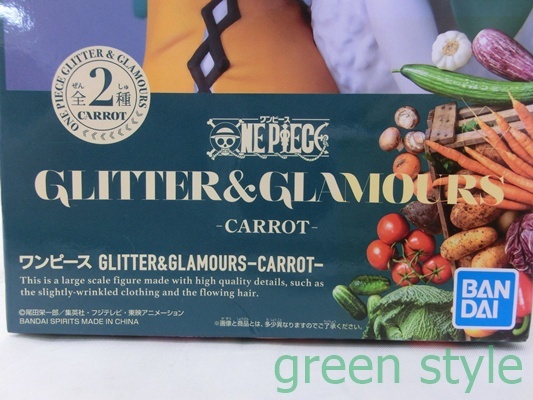 ONE PIECE GLITTER & GLAMOURS
ぜん しゅ
全2種
CARROT
ワンピース
ONE PIECE
GLITTER&GLAMOURS
-CARROT-
ワンピース GLITTER&GLAMOURS-CARROT-
This is a large scale figure made with high quality details, such as
the slightly-wrinkled clothing and the flowing hair.
©尾田栄一郎／集英社・フジテレビ・東映アニメーション
BANDAI SPIRITS MADE IN CHINA
※画像と商品とは、多少異なりますのでご了承ください。
BAN
DAI
green style